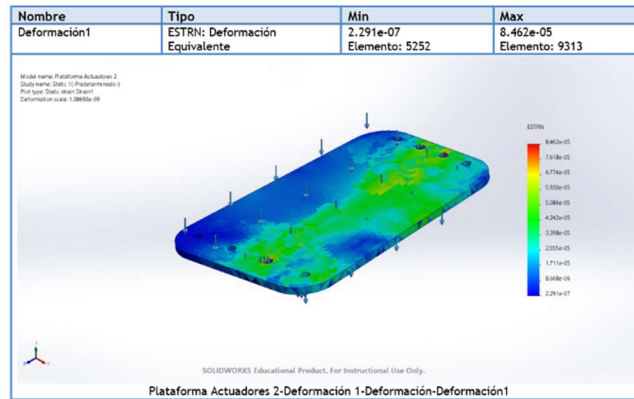 Nombre Tipo Min Max
Deformación1 ESTRN: Deformación Equivalente 2.291e-07 Elemento: 5252 8.462e-05 Elemento: 9313
Model name: Plataforma Actuadores 2
Study name: Static 1(-Predeterminado-)
Plot type: Static strain Strain1
Deformation scale:
ESTRN
8.462e-05
7.618e-05
6.774e-05
5.930e-05
5.086e-05
4.242e-05
3.398e-05
2.555e-05
1.711e-05
8.668e-06
2.291e-07
SOLIDWORKS Educational Product. For Instructional Use Only.
Plataforma Actuadores 2-Deformación 1-Deformación-Deformación1